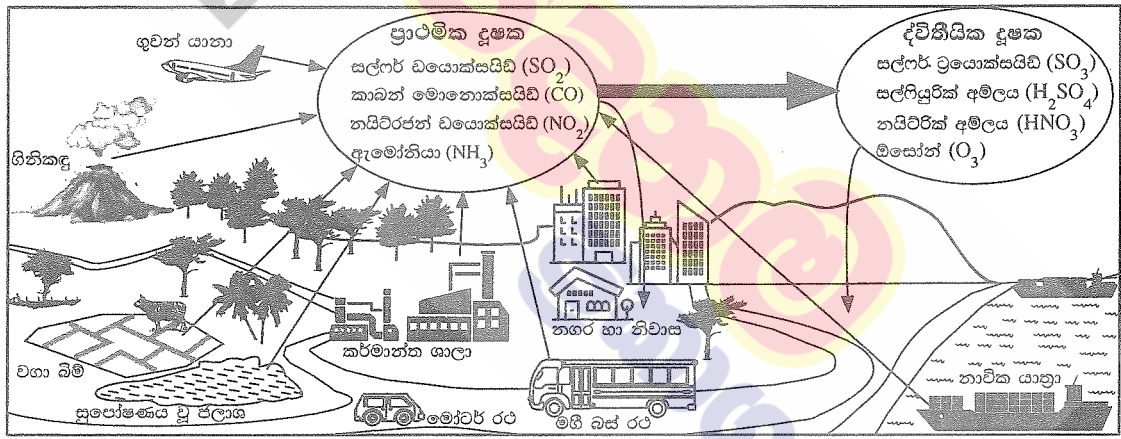 ගුවන් යානා
ගිනිකඳු
ප්‍රාථමික දූෂක
සල්ෆර් ඩයොක්සයිඩ් (SO2)
කාබන් මොනොක්සයිඩ් (CO)
නයිට්රජන් ඩයොක්සයිඩ් (NO2)
ඇමෝනියා (NH3)
ද්විතීයික දූෂක
සල්ෆර් ට්‍රයොක්සයිඩ් (SO3)
සල්ෆියුරික් අම්ලය (H2SO4)
නයිට්රික් අම්ලය (HNO3)
ඕසෝන් (O3)
නගර හා නිවාස
කර්මාන්ත ශාලා
වගා බිම්
සුපෝෂණය වූ ජලාශ
මෝටර් රථ
මගී බස් රථ
නාවික යාත්‍රා